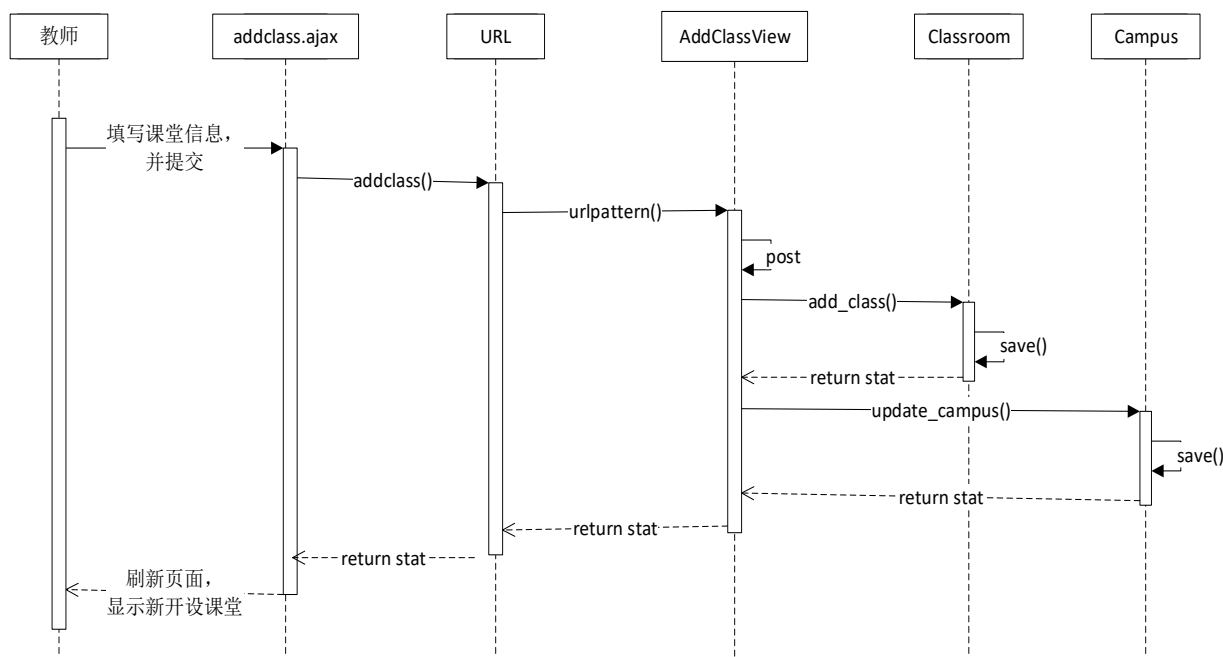 教师
addclass.ajax
URL
AddClassView
Classroom
Campus
填写课堂信息，
并提交
addclass()
urlpattern()
post
add_class()
save()
return stat
update_campus()
save()
return stat
return stat
return stat
刷新页面，
显示新开设课堂